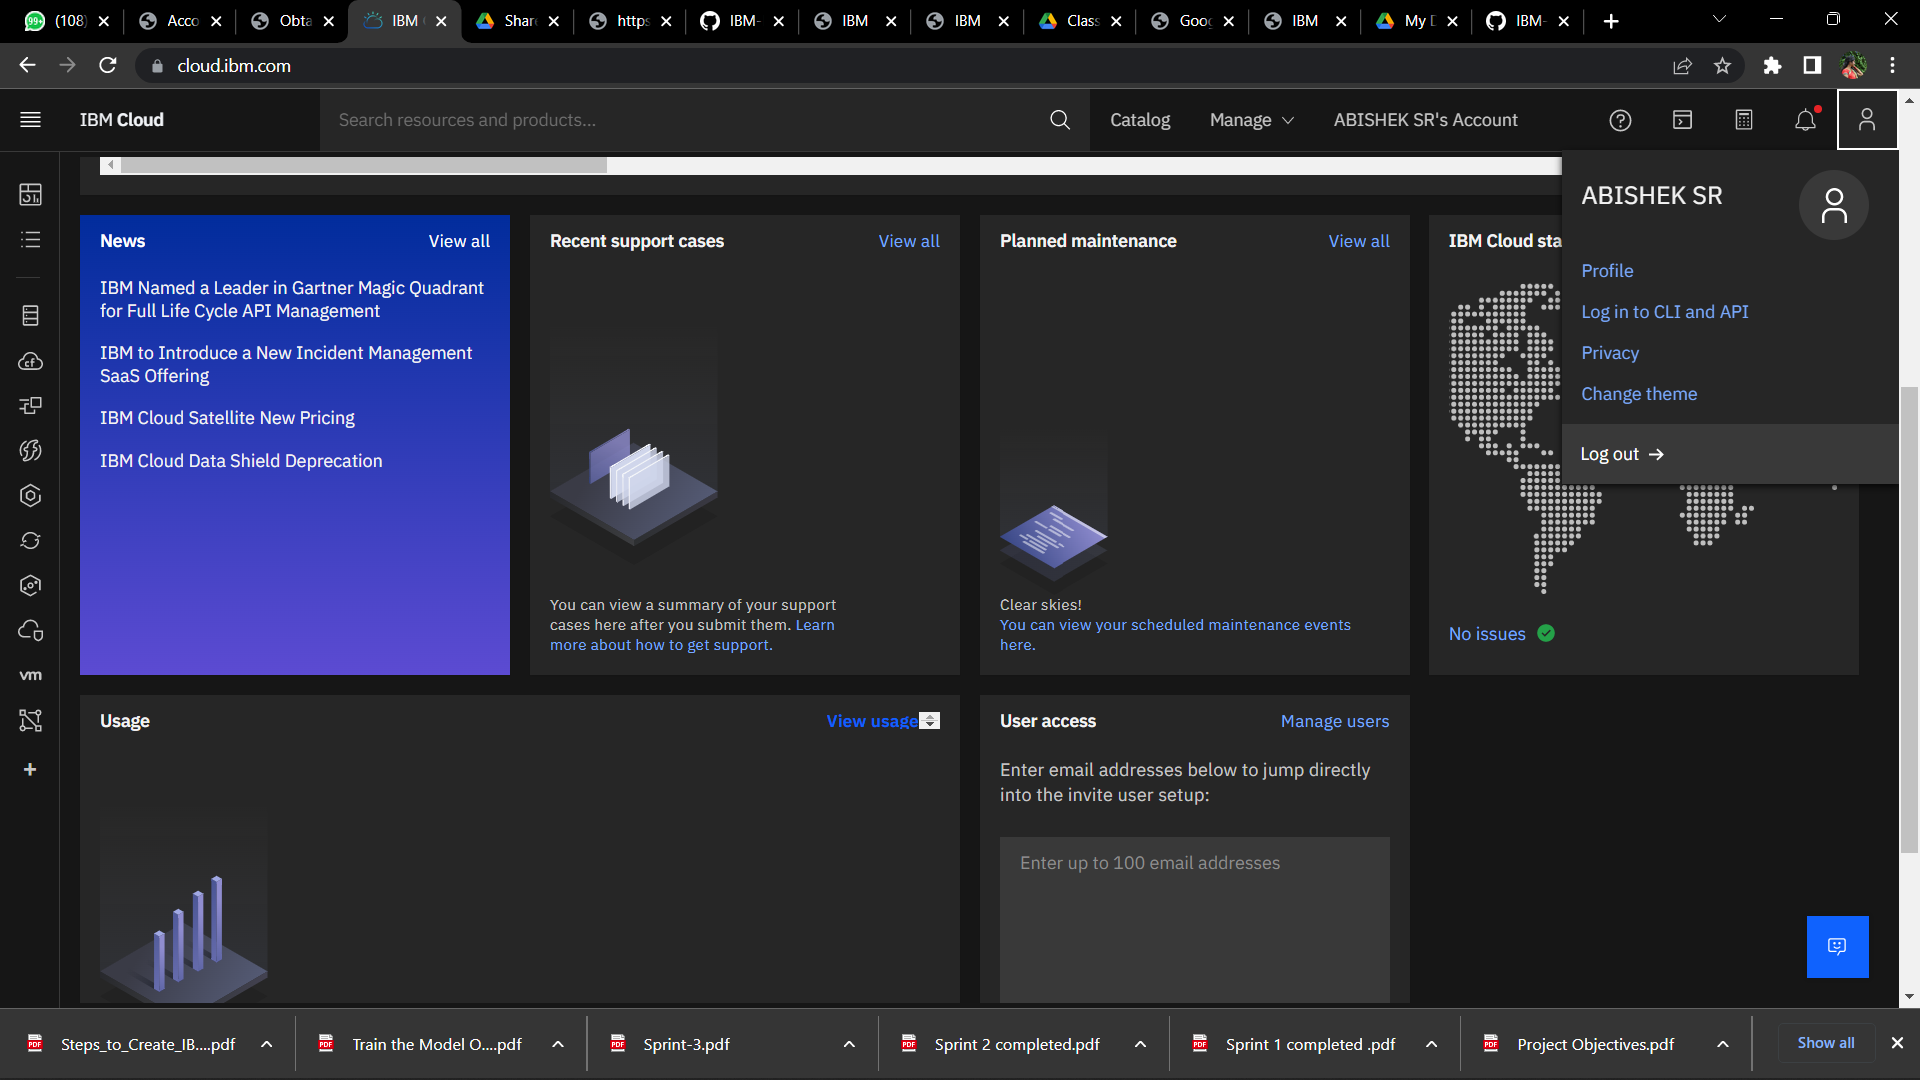 (108)
Acco
Obta
IBM
Shar
https
IBM-
IBM
IBM
Clas
Goo
IBM
My D
IBM-
cloud.ibm.com
IBM Cloud
Search resources and products...
Catalog
Manage
ABISHEK SR's Account
ABISHEK SR
Profile
Log in to CLI and API
Privacy
Change theme
Log out →
News
View all
IBM Named a Leader in Gartner Magic Quadrant
for Full Life Cycle API Management
IBM to Introduce a New Incident Management
SaaS Offering
IBM Cloud Satellite New Pricing
IBM Cloud Data Shield Deprecation
Recent support cases
View all
You can view a summary of your support
cases here after you submit them. Learn
more about how to get support.
Planned maintenance
View all
Clear skies!
You can view your scheduled maintenance events
here.
IBM Cloud sta
No issues
Usage
View usage
User access
Manage users
Enter email addresses below to jump directly
into the invite user setup:
Enter up to 100 email addresses
vm
Steps_to_Create_IB....pdf
Train the Model O....pdf
Sprint-3.pdf
Sprint 2 completed.pdf
Sprint 1 completed .pdf
Project Objectives.pdf
Show all